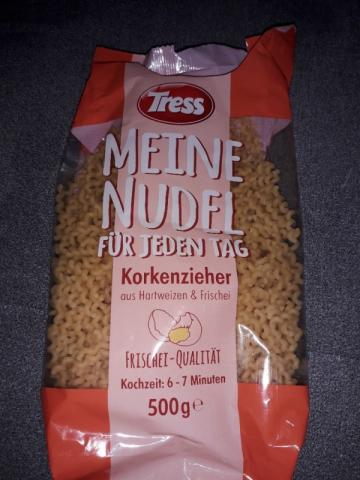 Tress
MEINE
NUDEL
FÜR JEDEN TAG
Korkenzieher
aus Hartweizen & Frischei
FRISCHEI-QUALITÄT
Kochzeit: 6 - 7 Minuten
500g℮